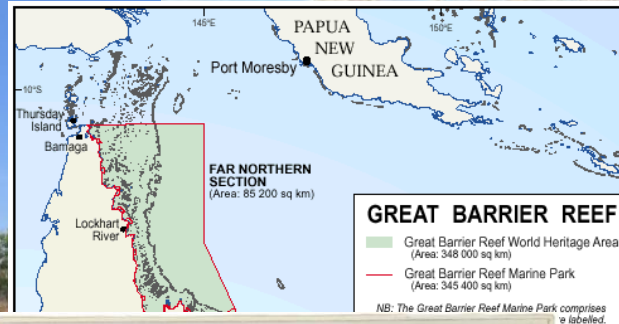 145°E
150°E
PAPUA
NEW
GUINEA
Port Moresby
10°S
Thursday
Island
Bamaga
FAR NORTHERN
SECTION
(Area: 85 200 sq km)
Lockhart
River
GREAT BARRIER REEF
Great Barrier Reef World Heritage Area
(Area: 348 000 sq km)
Great Barrier Reef Marine Park
(Area: 345 400 sq km)
NB: The Great Barrier Reef Marine Park comprises
labelled.